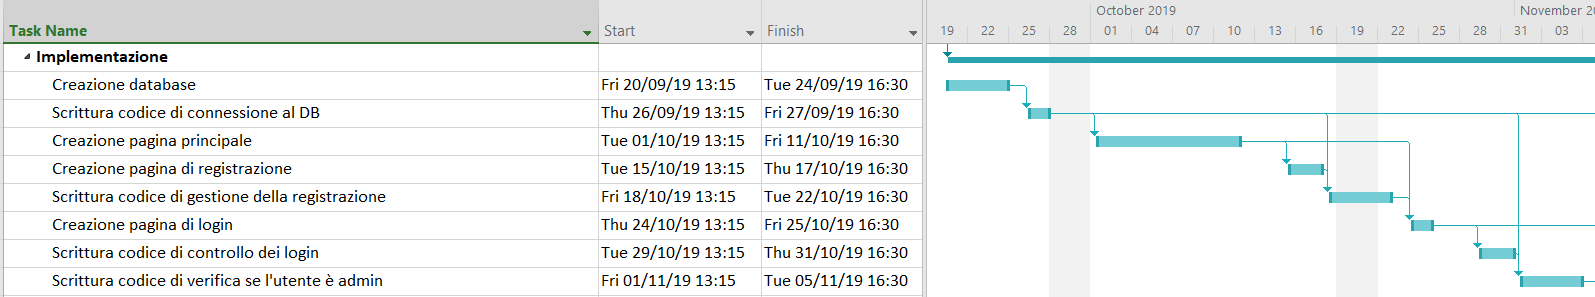 October 2019 November 20
Task Name Start Finish 19 22 25 28 01 04 07 10 13 16 19 22 25 28 31 03
Implementazione
Creazione database Fri 20/09/19 13:15 Tue 24/09/19 16:30
Scrittura codice di connessione al DB Thu 26/09/19 13:15 Fri 27/09/19 16:30
Creazione pagina principale Tue 01/10/19 13:15 Fri 11/10/19 16:30
Creazione pagina di registrazione Tue 15/10/19 13:15 Thu 17/10/19 16:30
Scrittura codice di gestione della registrazione Fri 18/10/19 13:15 Tue 22/10/19 16:30
Creazione pagina di login Thu 24/10/19 13:15 Fri 25/10/19 16:30
Scrittura codice di controllo dei login Tue 29/10/19 13:15 Thu 31/10/19 16:30
Scrittura codice di verifica se l'utente è admin Fri 01/11/19 13:15 Tue 05/11/19 16:30